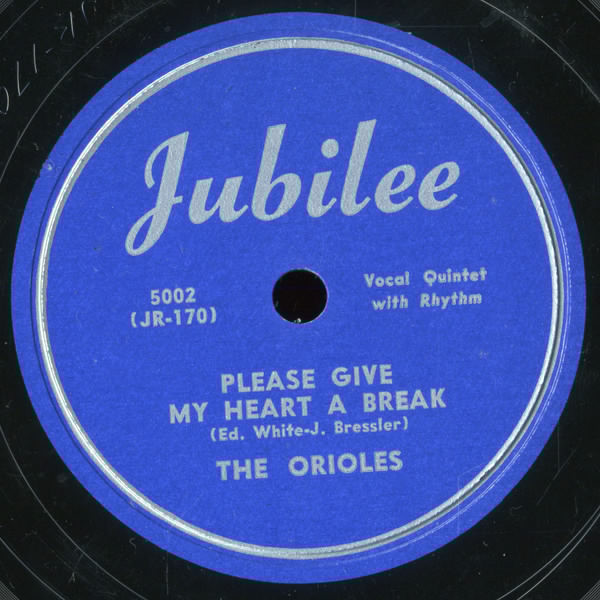 Jubilee
5002
(JR-170)
Vocal Quintet
with Rhythm
PLEASE GIVE
MY HEART A BREAK
(Ed. White-J. Bressler)
THE ORIOLES